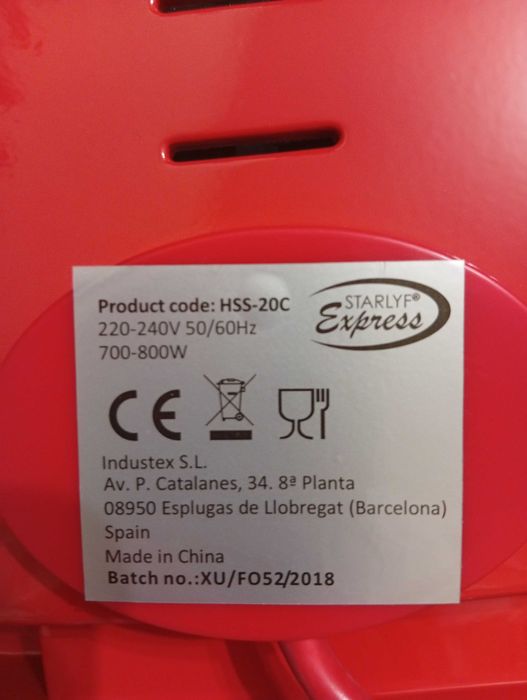 Product code: HSS-20C
220-240V 50/60Hz
700-800W
STARLYF®
Express
CE
Industex S.L.
Av. P. Catalanes, 34. 8ª Planta
08950 Esplugas de Llobregat (Barcelona)
Spain
Made in China
Batch no.:XU/FO52/2018